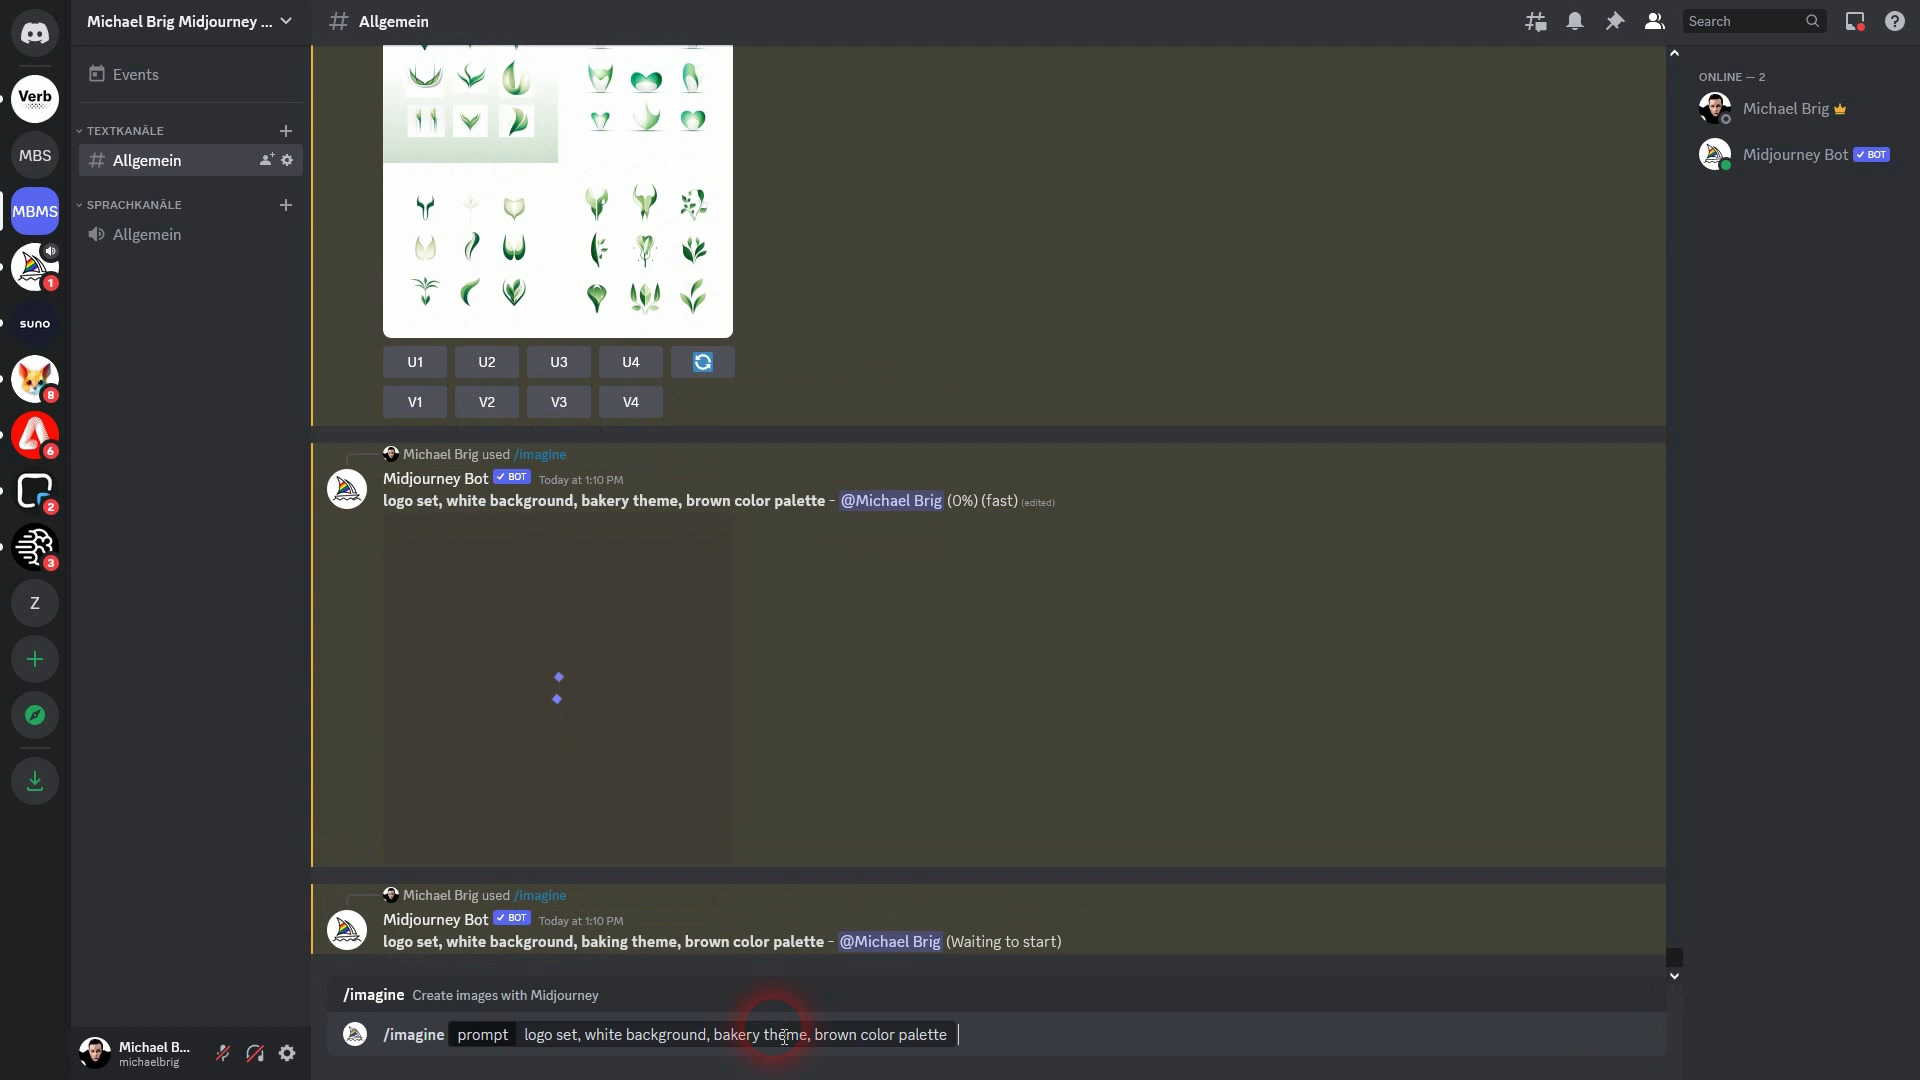 Michael Brig Midjourney ...
Allgemein
Search
Events
TEXTKANÄLE
Allgemein
SPRACHKANÄLE
Allgemein
Verb
MBS
MBMS
1
suno
8
6
2
3
Z
U1 U2 U3 U4
V1 V2 V3 V4
Michael Brig used /imagine
Midjourney Bot ✓ BOT Today at 1:10 PM
logo set, white background, bakery theme, brown color palette - @Michael Brig (0%) (fast) (edited)
Michael Brig used /imagine
Midjourney Bot ✓ BOT Today at 1:10 PM
logo set, white background, baking theme, brown color palette - @Michael Brig (Waiting to start)
/imagine Create images with Midjourney
/imagine prompt logo set, white background, bakery theme, brown color palette
Michael B...
michaelbrig
ONLINE — 2
Michael Brig
Midjourney Bot ✓ BOT